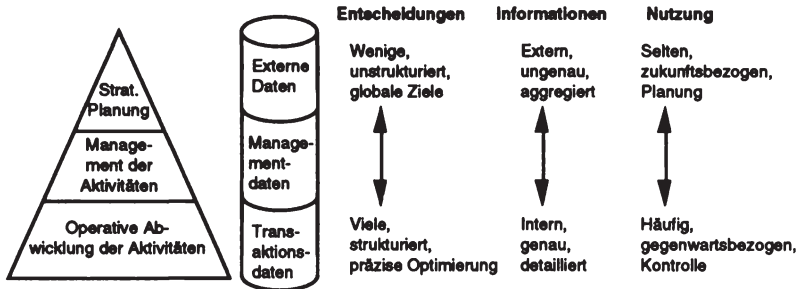 Strat.
Planung
Manage-
ment der
Aktivitäten
Operative Ab-
wicklung der Aktivitäten
Externe
Daten
Manage-
ment-
daten
Trans-
aktions-
daten
Entscheidungen
Wenige,
unstrukturiert,
globale Ziele
Viele,
strukturiert,
präzise Optimierung
Informationen
Extern,
ungenau,
aggregiert
Intern,
genau,
detailliert
Nutzung
Selten,
zukunftsbezogen,
Planung
Häufig,
gegenwartsbezogen,
Kontrolle